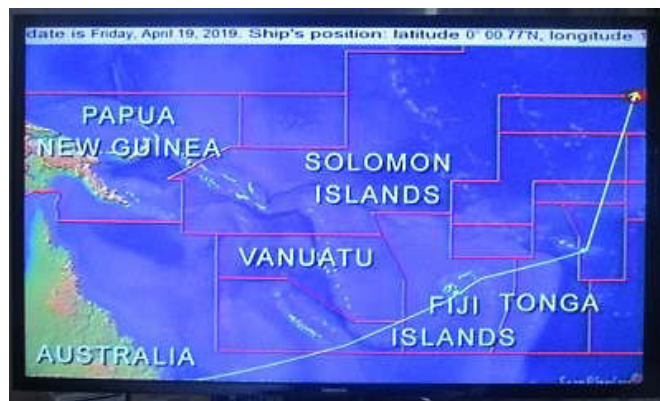 date is Friday, April 19, 2019. Ship's position: latitude 0° 00.77'N, longitude
PAPUA
NEW GUINEA
SOLOMON
ISLANDS
VANUATU
FIJI TONGA
ISLANDS
AUSTRALIA